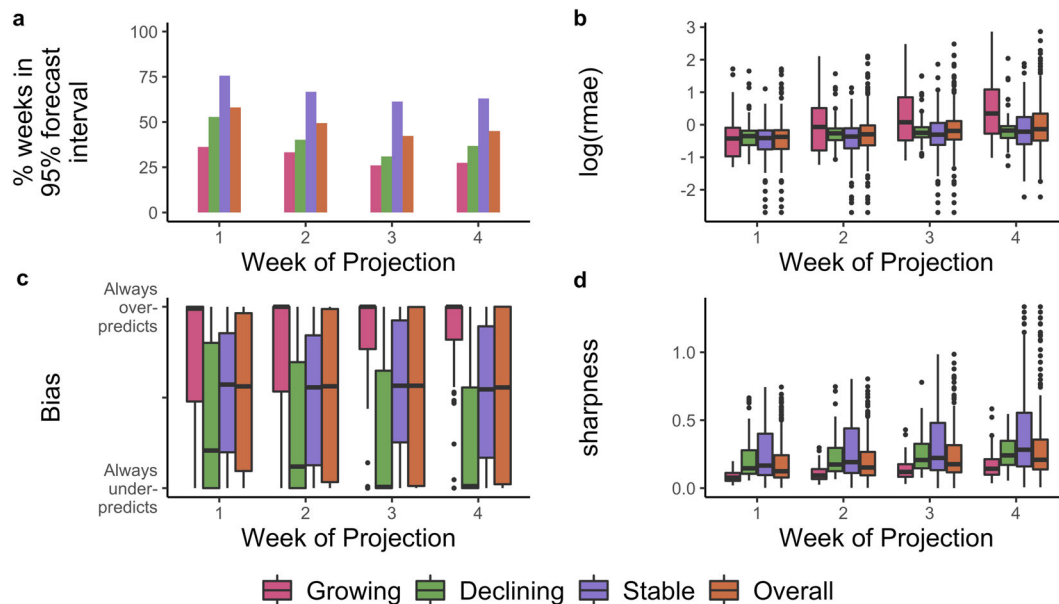 a
100
75
50
25
0
% weeks in
95% forecast
interval
1 2 3 4
Week of Projection
b
3
2
1
0
-1
-2
log(rmae)
1 2 3 4
Week of Projection
c
Always
over-
predicts
Bias
Always
under-
predicts
1 2 3 4
Week of Projection
d
1.0
0.5
0.0
sharpness
1 2 3 4
Week of Projection
Growing Declining Stable Overall